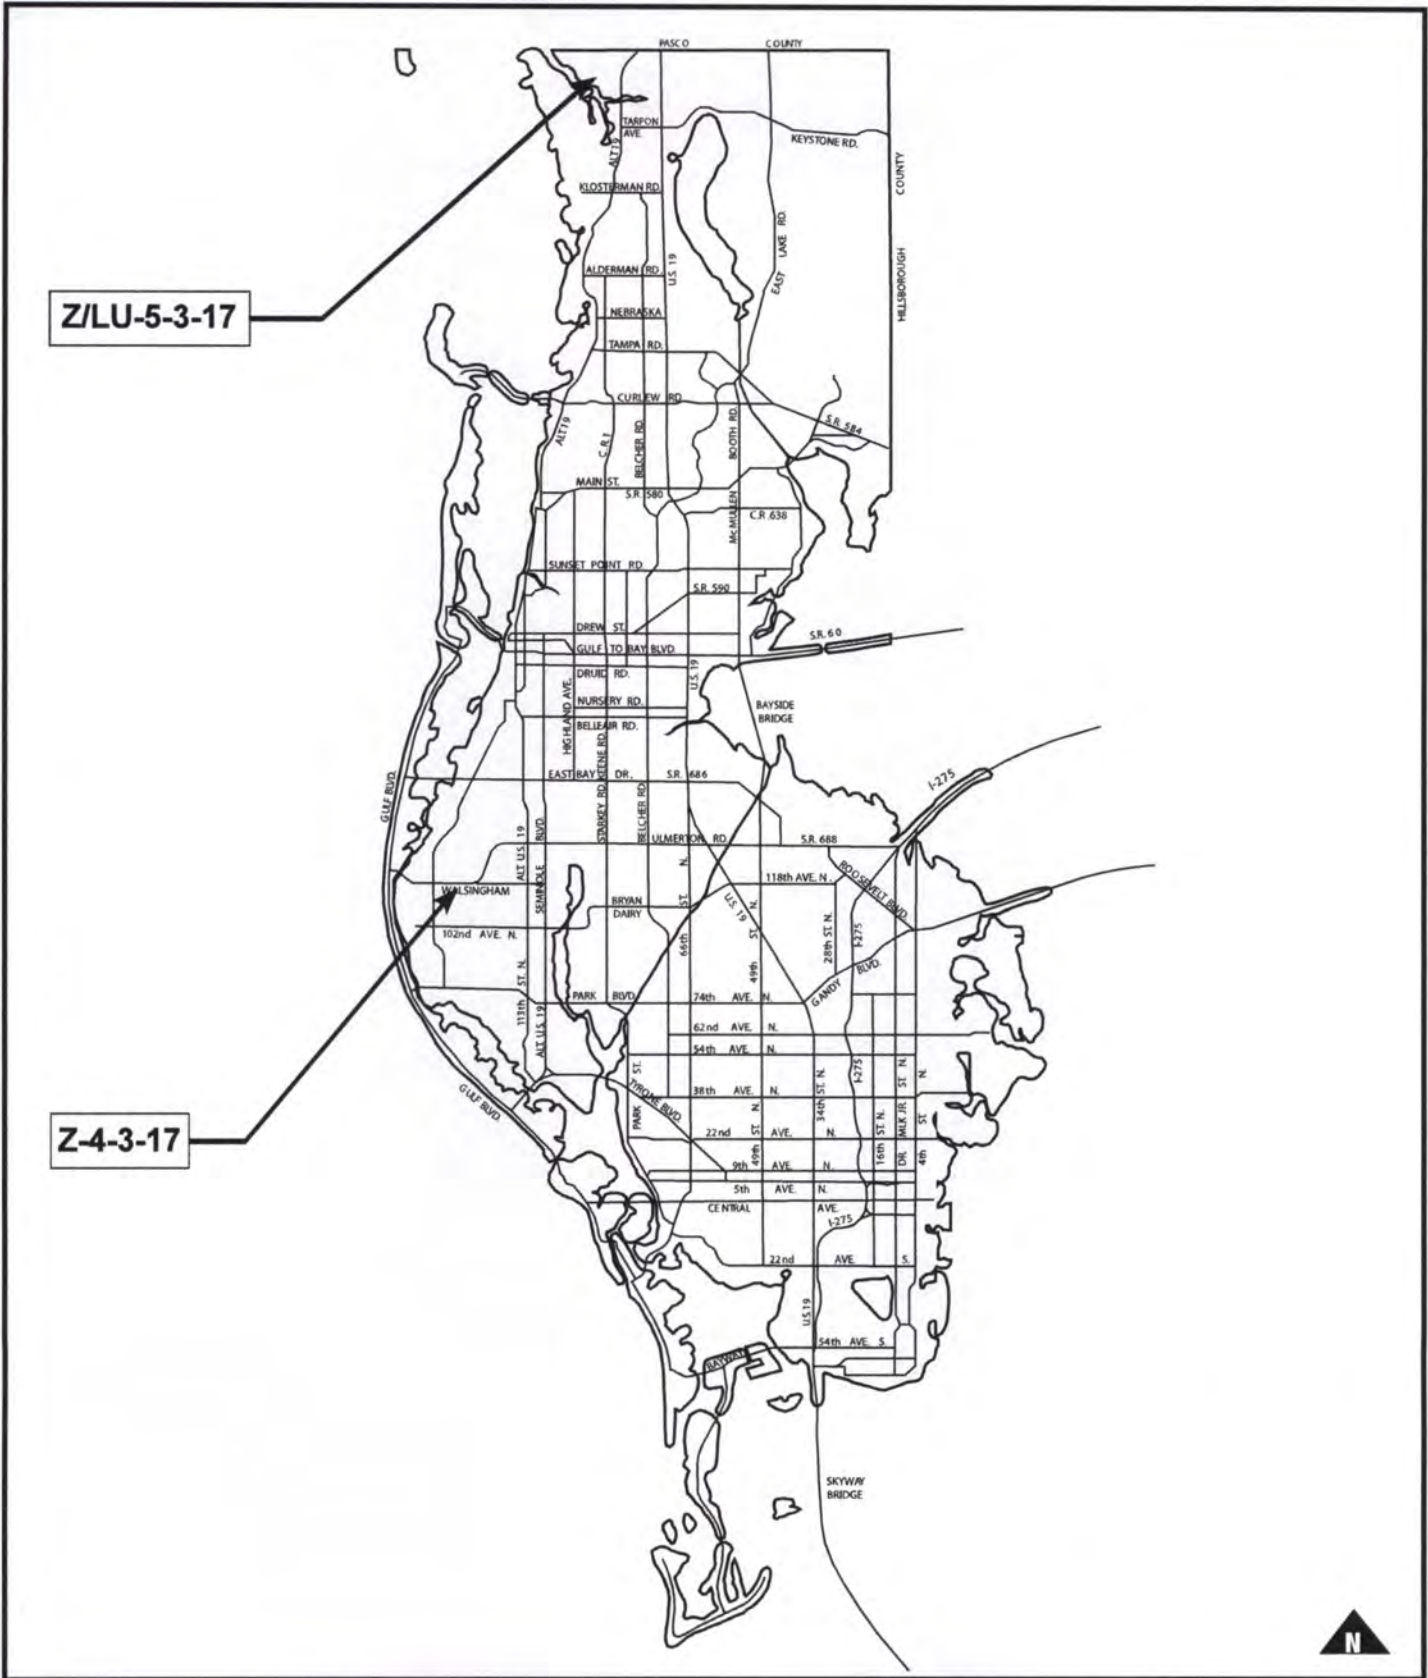 PASCO COUNTY
TARPON
AVE.
KEYSTONE RD.
ALT 19
HILLSBOROUGH COUNTY
KLOSTERMAN RD.
EAST LAKE RD.
U.S. 19
ALDERMAN RD.
Z/LU-5-3-17
NEBRASKA
TAMPA RD.
CURLEW RD.
S.R. 584
ALT 19
C.R.1
BELCHER RD.
McMULLEN BOOTH RD.
MAIN ST.
S.R. 580
C.R. 638
SUNSET POINT RD.
S.R. 590
DREW ST.
S.R. 60
GULF TO BAY BLVD.
DRUID RD.
U.S. 19
HIGHLAND AVE.
NURSERY RD.
BAYSIDE
BRIDGE
BELLEAIR RD.
KEENE RD.
EAST BAY DR. S.R. 686
I-275
GULF BLVD.
STARKEY RD.
BELCHER RD.
ALT U.S. 19
SEMINOLE BLVD.
ULMERTON RD. S.R. 688
118th AVE. N.
ROOSEVELT BLVD.
WALSINGHAM
BRYAN
DAIRY
U.S. 19
102nd AVE. N.
66th ST. N.
49th ST. N.
28th ST. N.
I-275
GANDY BLVD.
113th ST. N.
ALT U.S. 19
PARK BLVD. 74th AVE. N.
62nd AVE. N.
54th AVE. N.
GULF BLVD.
PARK ST.
TYRONE BLVD.
38th AVE. N.
34th ST. N.
I-275
16th ST. N.
DR. MLK JR. ST N.
4th ST. N.
Z-4-3-17
49th ST N.
22nd AVE. N.
9th AVE. N.
5th AVE. N.
CENTRAL AVE.
I-275
22nd AVE. S.
U.S. 19
54th AVE. S.
BAYWAY
SKYWAY
BRIDGE
N